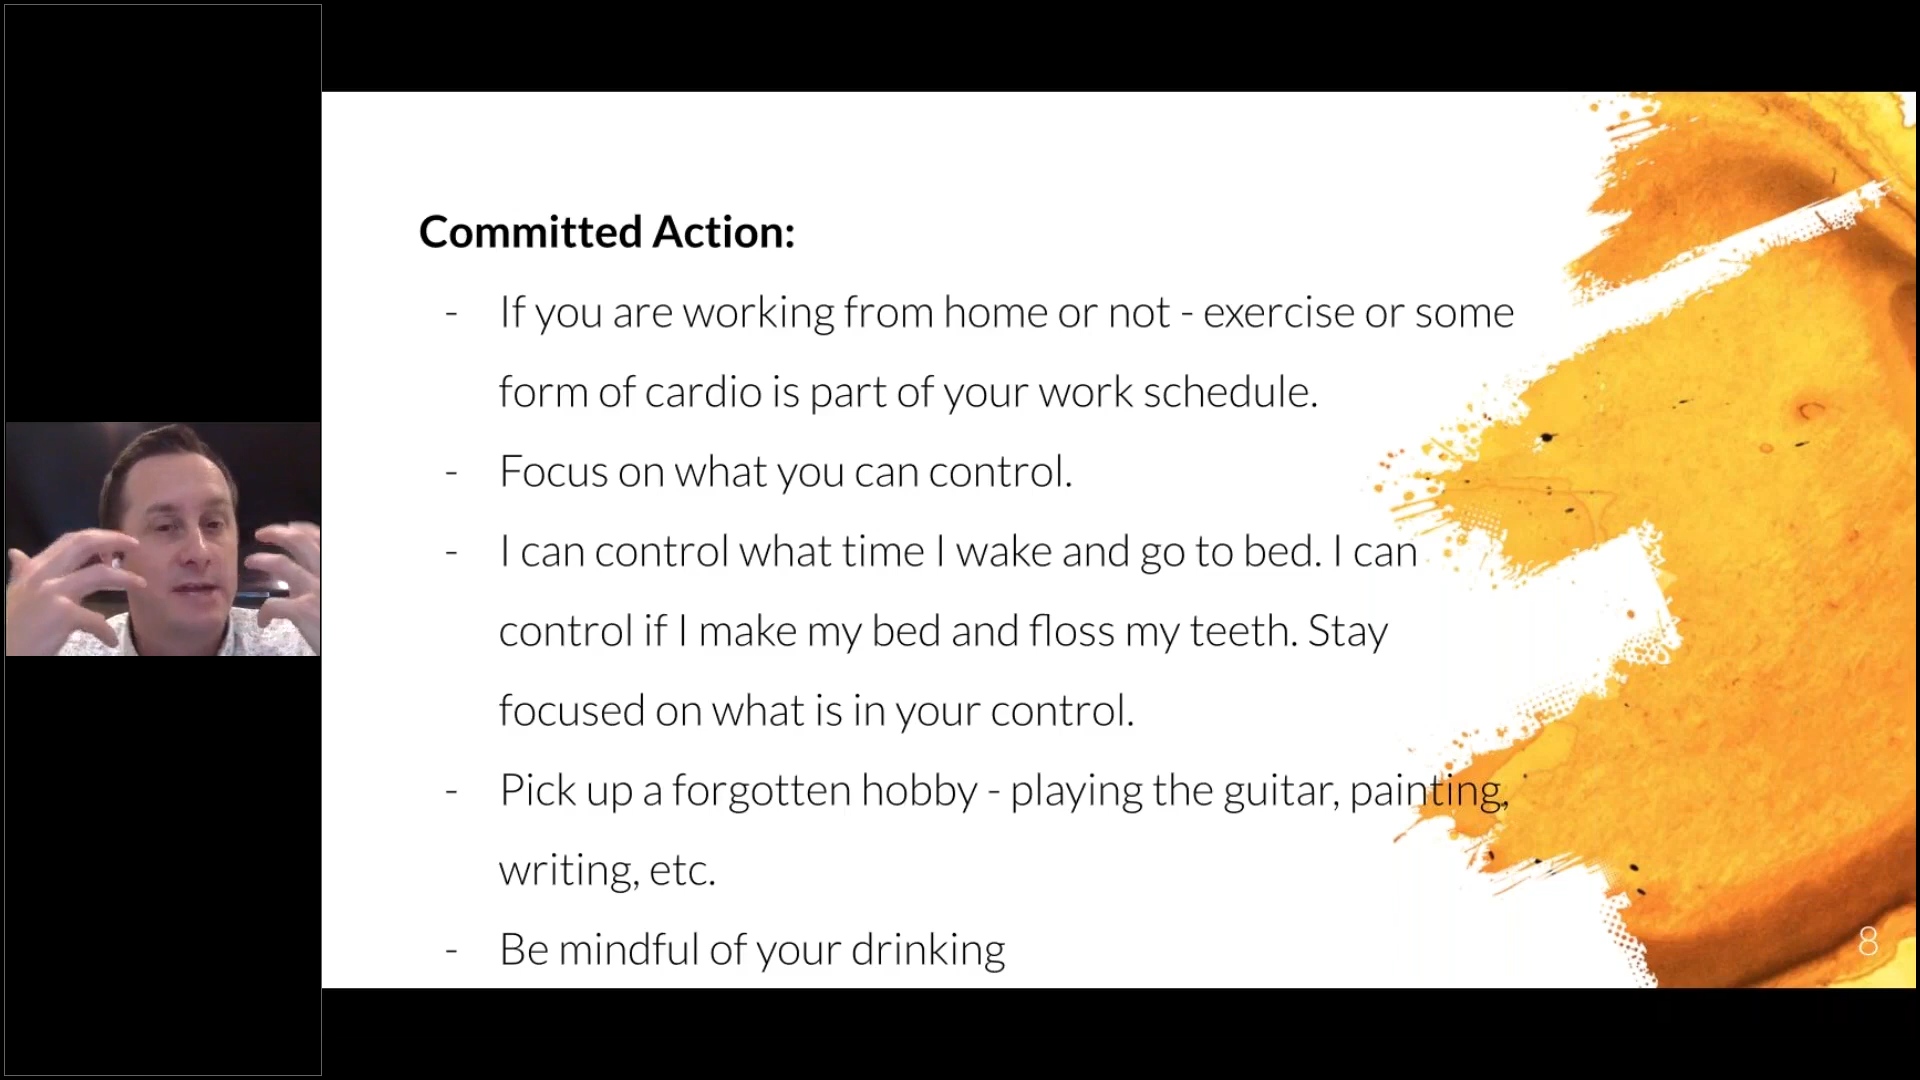 Committed Action:
- If you are working from home or not - exercise or some
form of cardio is part of your work schedule.
- Focus on what you can control.
- I can control what time I wake and go to bed. I can
control if I make my bed and floss my teeth. Stay
focused on what is in your control.
- Pick up a forgotten hobby - playing the guitar, painting,
writing, etc.
- Be mindful of your drinking
8